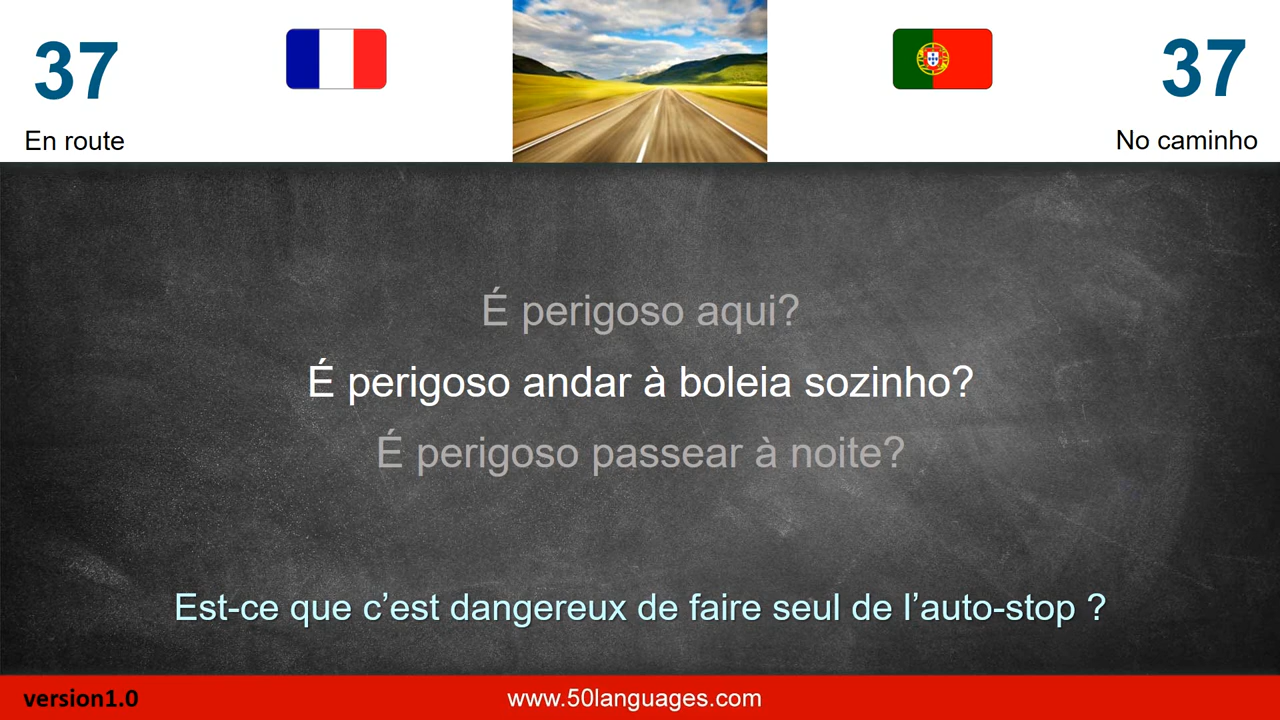 37
37
En route
No caminho
É perigoso aqui?
É perigoso andar à boleia sozinho?
É perigoso passear à noite?
Est-ce que c’est dangereux de faire seul de l’auto-stop ?
version1.0
www.50languages.com